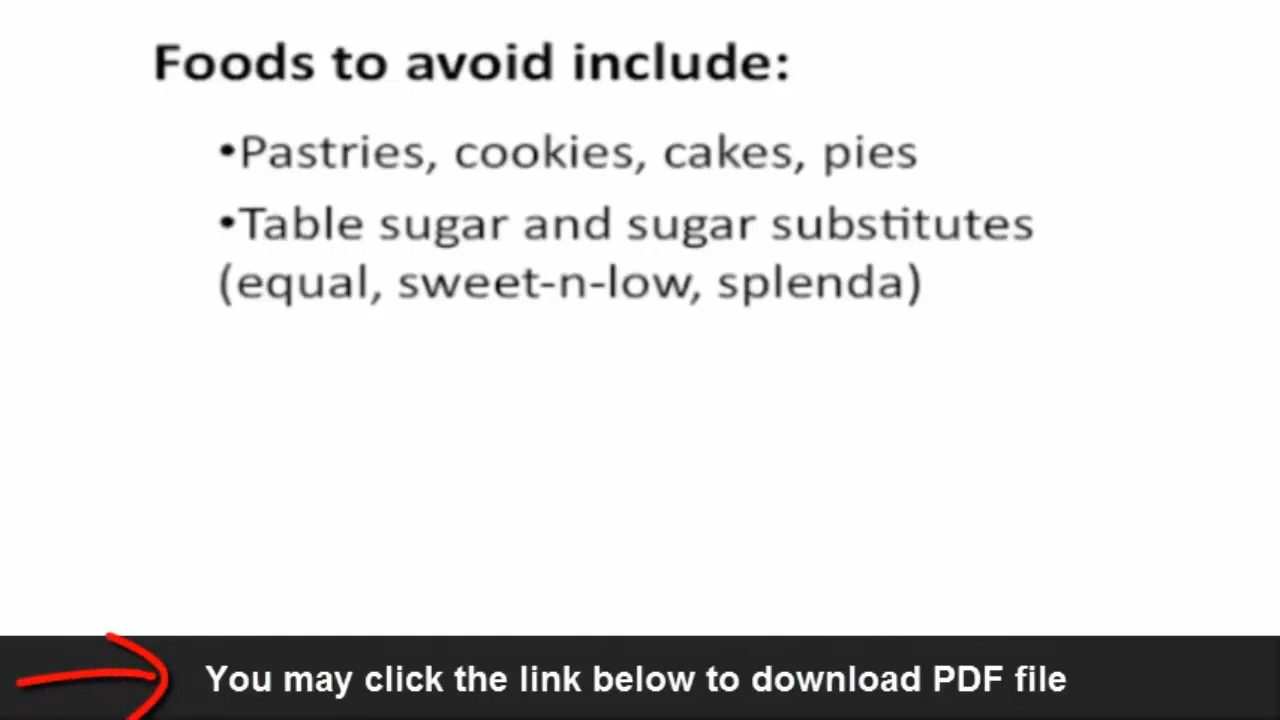 Foods to avoid include:
•Pastries, cookies, cakes, pies
•Table sugar and sugar substitutes
(equal, sweet-n-low, splenda)
You may click the link below to download PDF file